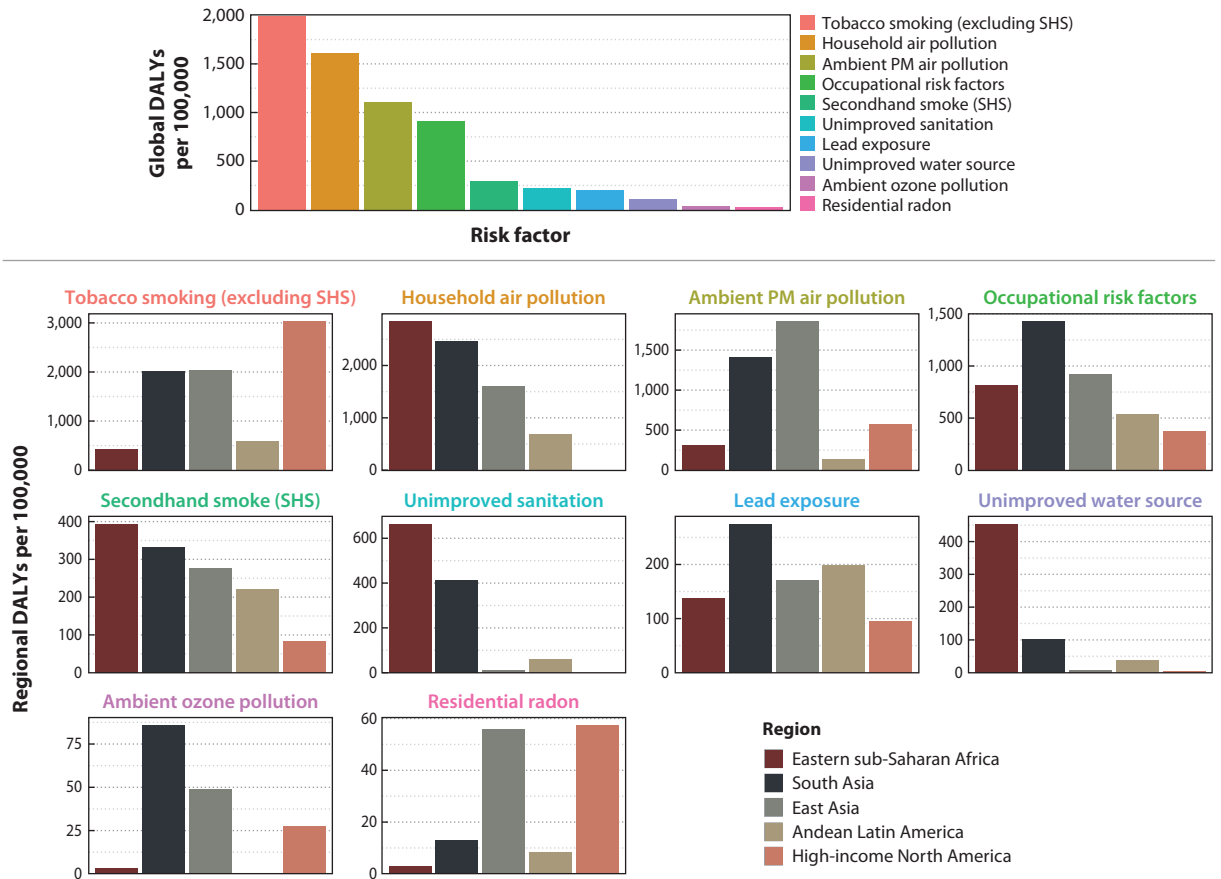 Global DALYs
per 100,000
2,000
1,500
1,000
500
0
Risk factor
Tobacco smoking (excluding SHS)
Household air pollution
Ambient PM air pollution
Occupational risk factors
Secondhand smoke (SHS)
Unimproved sanitation
Lead exposure
Unimproved water source
Ambient ozone pollution
Residential radon
Regional DALYs per 100,000
Tobacco smoking (excluding SHS)
3,000
2,000
1,000
0
Household air pollution
2,000
1,000
0
Ambient PM air pollution
1,500
1,000
500
0
Occupational risk factors
1,500
1,000
500
0
Secondhand smoke (SHS)
400
300
200
100
0
Unimproved sanitation
600
400
200
0
Lead exposure
200
100
0
Unimproved water source
400
300
200
100
0
Ambient ozone pollution
75
50
25
0
Residential radon
60
40
20
0
Region
Eastern sub-Saharan Africa
South Asia
East Asia
Andean Latin America
High-income North America